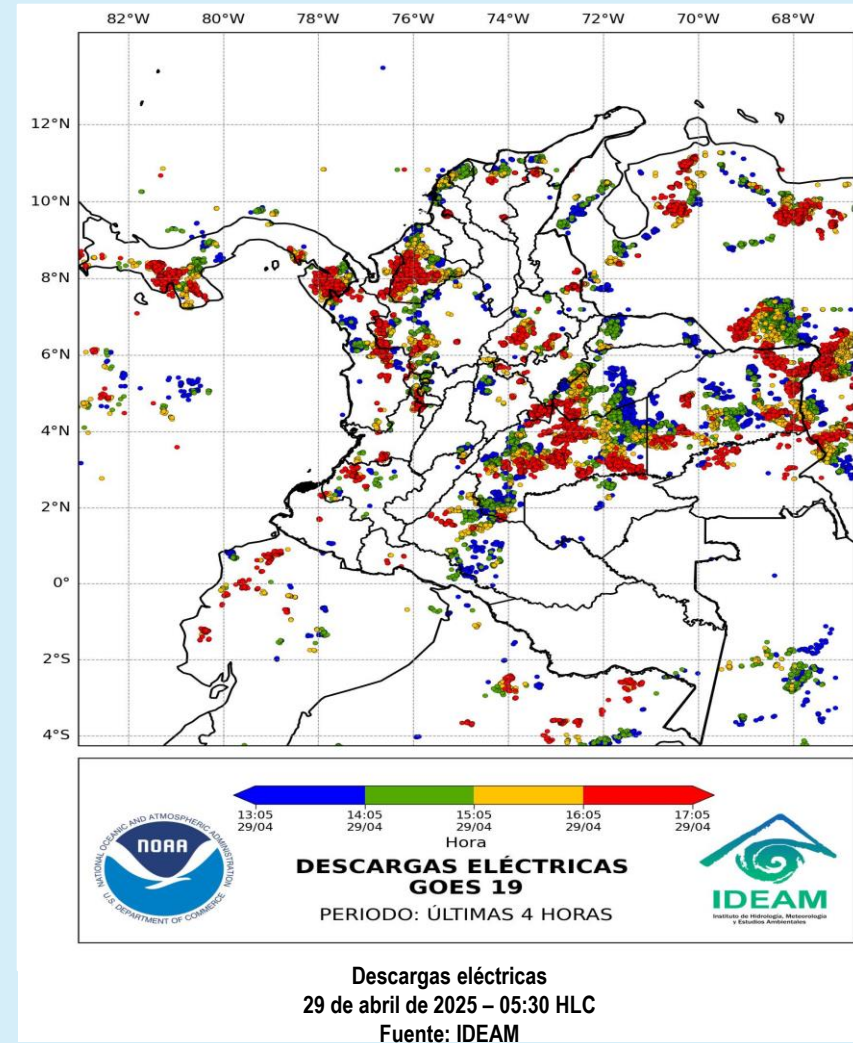 82°W 80°W 78°W 76°W 74°W 72°W 70°W 68°W
12°N
10°N
8°N
6°N
4°N
2°N
0°
2°S
4°S
13:05 14:05 15:05 16:05 17:05
29/04 29/04 29/04 29/04 29/04
Hora
DESCARGAS ELÉCTRICAS
GOES 19
PERIODO: ÚLTIMAS 4 HORAS
NATIONAL OCEANIC AND ATMOSPHERIC ADMINISTRATION
NOAA
U.S. DEPARTMENT OF COMMERCE
IDEAM
Instituto de Hidrología, Meteorología
y Estudios Ambientales
Descargas eléctricas
29 de abril de 2025 – 05:30 HLC
Fuente: IDEAM